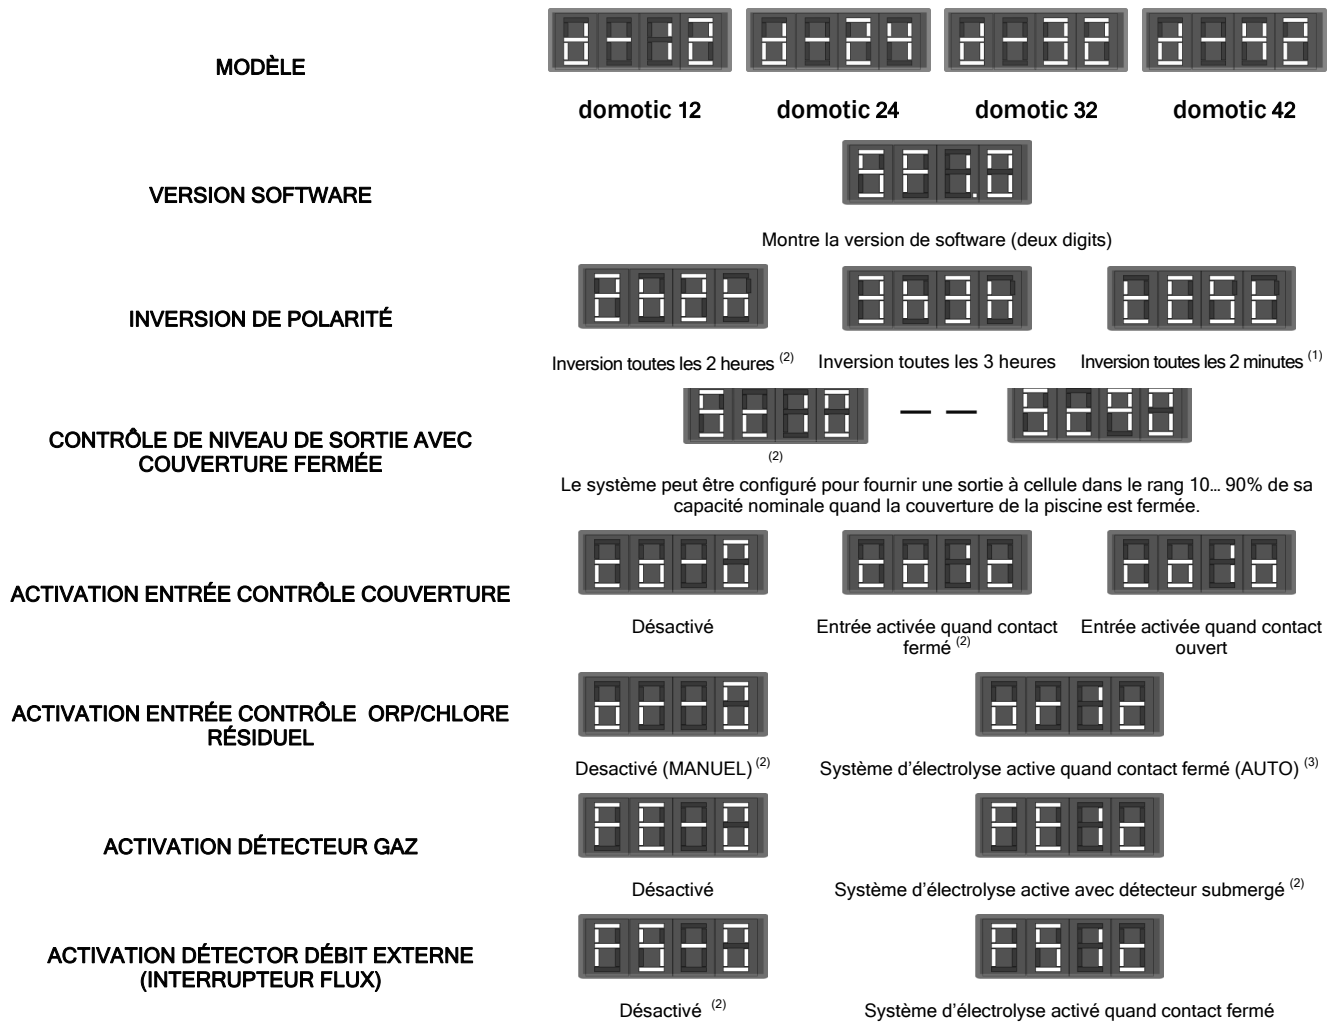 MODÈLE
d-12 d-24 d-32 d-42
domotic 12 domotic 24 domotic 32 domotic 42
VERSION SOFTWARE
SF1.0
Montre la version de software (deux digits)
INVERSION DE POLARITÉ
Inversion toutes les 2 heures (2) Inversion toutes les 3 heures Inversion toutes les 2 minutes (1)
CONTRÔLE DE NIVEAU DE SORTIE AVEC
COUVERTURE FERMÉE
— —
(2)
Le système peut être configuré pour fournir une sortie à cellule dans le rang 10… 90% de sa
capacité nominale quand la couverture de la piscine est fermée.
ACTIVATION ENTRÉE CONTRÔLE COUVERTURE
Désactivé Entrée activée quand contact Entrée activée quand contact
fermé (2) ouvert
ACTIVATION ENTRÉE CONTRÔLE ORP/CHLORE
RÉSIDUEL
Desactivé (MANUEL) (2) Système d'électrolyse active quand contact fermé (AUTO) (3)
ACTIVATION DÉTECTEUR GAZ
Désactivé Système d'électrolyse active avec détecteur submergé (2)
ACTIVATION DÉTECTOR DÉBIT EXTERNE
(INTERRUPTEUR FLUX)
Désactivé (2) Système d'électrolyse activé quand contact fermé